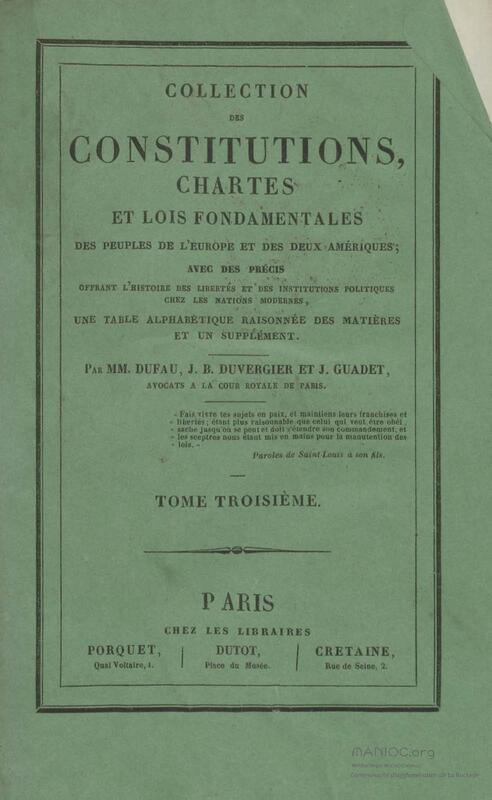 COLLECTION
DES
CONSTITUTIONS,
CHARTES
ET LOIS FONDAMENTALES
DES PEUPLES DE L'EUROPE ET DES DEUX AMÉRIQUES;
AVEC DES PRÉCIS
OFFRANT L'HISTOIRE DES LIBERTÉS ET DES INSTITUTIONS POLITIQUES
CHEZ LES NATIONS MODERNES,
UNE TABLE ALPHABÉTIQUE RAISONNÉE DES MATIÈRES
ET UN SUPPLÉMENT.
PAR MM. DUFAU, J. B. DUVERGIER ET J. GUADET,
AVOCATS A LA COUR ROYALE DE PARIS.
« Fais vivre tes sujets en paix, et maintiens leurs franchises et
« libertés; étant plus raisonnable que celui qui veut être obéi,
« sache jusqu'où se peut et doit s'étendre son commandement, et
« les sceptres nous étant mis en mains pour la manutention des
« lois. »
Paroles de Saint-Louis à son fils.
TOME TROISIÈME.
PARIS
CHEZ LES LIBRAIRES
PORQUET, DUTOT, CRETAINE,
Quai Voltaire, 1. Place du Musée. Rue de Seine, 2.
MANIOC.org